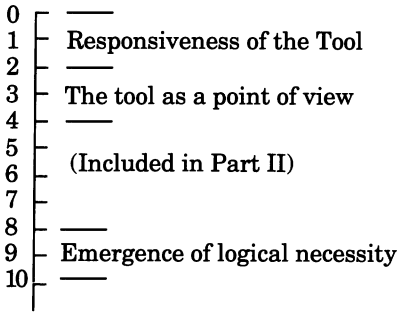 0
1 Responsiveness of the Tool
2
3 The tool as a point of view
4
5
(Included in Part II)
6
7
8
9 Emergence of logical necessity
10